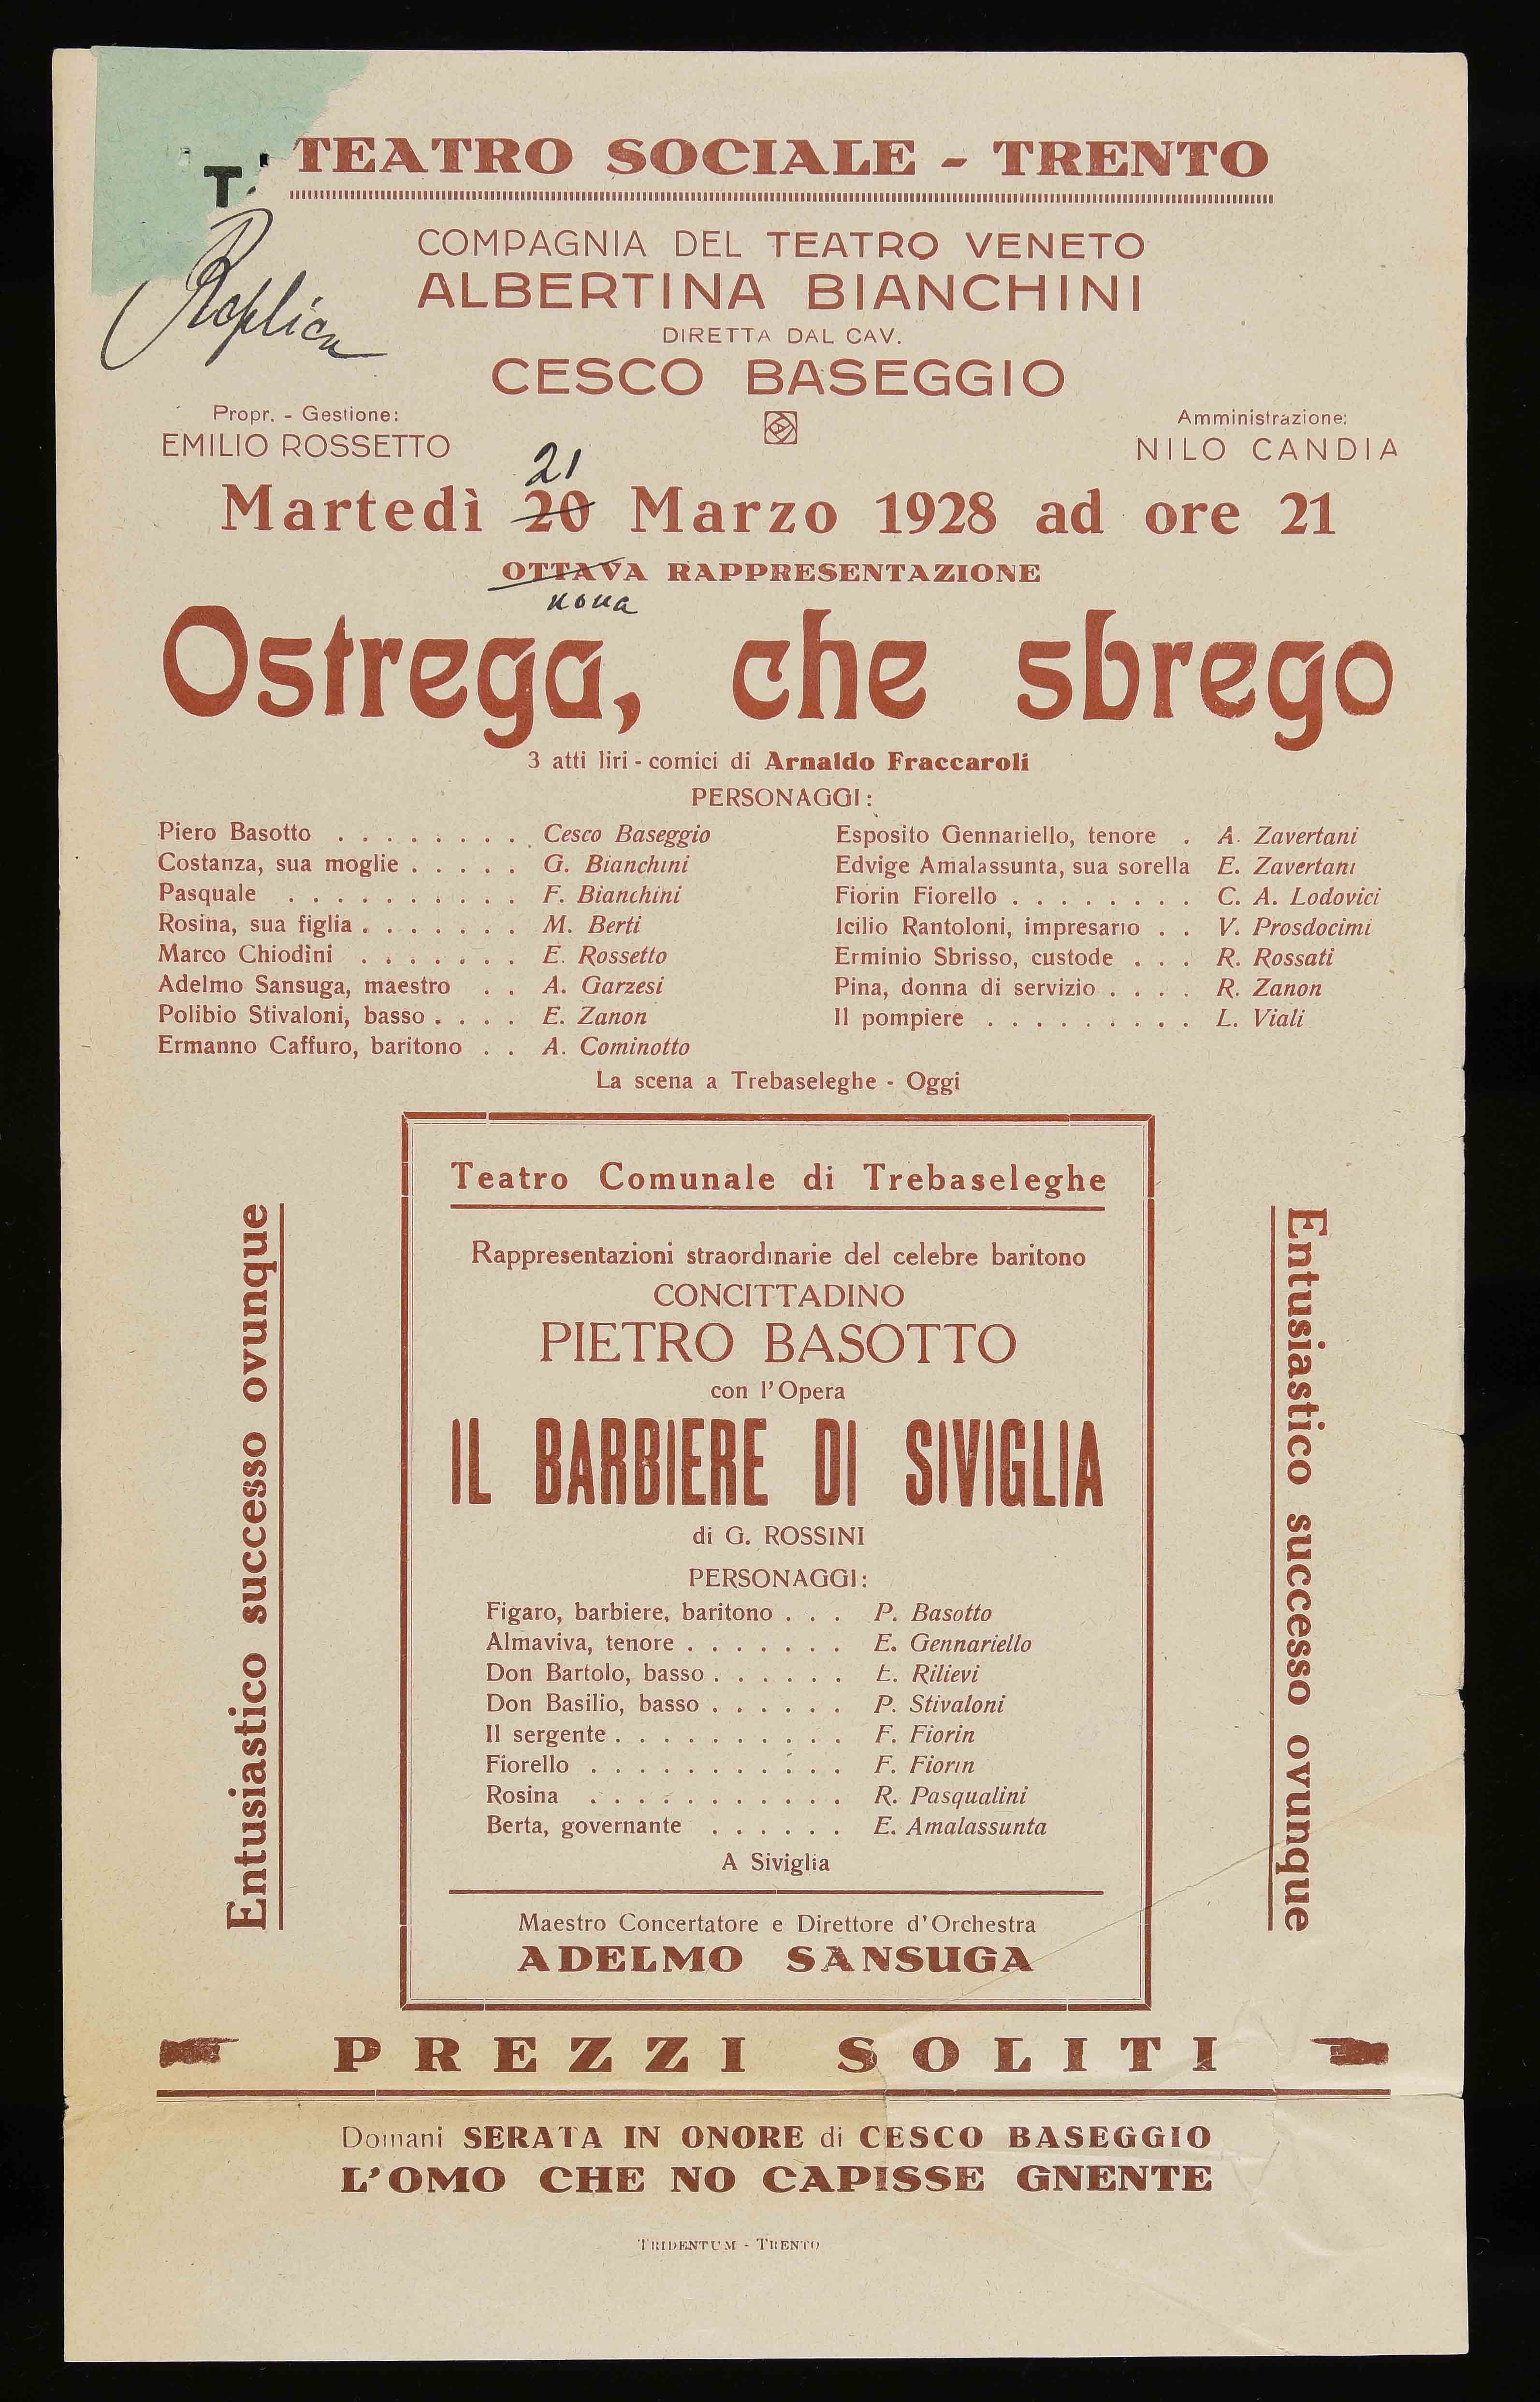 TEATRO SOCIALE - TRENTO
T
Replica
COMPAGNIA DEL TEATRO VENETO
ALBERTINA BIANCHINI
DIRETTA DAL CAV.
CESCO BASEGGIO
Propr. - Gestione:
EMILIO ROSSETTO
Amministrazione:
NILO CANDIA
21
Martedì 20 Marzo 1928 ad ore 21
OTTAVA RAPPRESENTAZIONE
nona
Ostrega, che sbrego
3 atti liri - comici di Arnaldo Fraccaroli
PERSONAGGI:
Piero Basotto . . . . . . . . Cesco Baseggio
Costanza, sua moglie . . . . . G. Bianchini
Pasquale . . . . . . . . . . F. Bianchini
Rosina, sua figlia . . . . . . . M. Berti
Marco Chiodini . . . . . . . E. Rossetto
Adelmo Sansuga, maestro . . A. Garzesi
Polibio Stivaloni, basso . . . . E. Zanon
Ermanno Caffuro, baritono . . A. Cominotto
Esposito Gennariello, tenore . A. Zavertani
Edvige Amalassunta, sua sorella E. Zavertani
Fiorin Fiorello . . . . . . . . C. A. Lodovici
Icilio Rantoloni, impresario . . V. Prosdocimi
Erminio Sbrisso, custode . . . R. Rossati
Pina, donna di servizio . . . . R. Zanon
Il pompiere . . . . . . . . . L. Viali
La scena a Trebaseleghe - Oggi
Entusiastico successo ovunque
Teatro Comunale di Trebaseleghe
Rappresentazioni straordinarie del celebre baritono
CONCITTADINO
PIETRO BASOTTO
con l'Opera
IL BARBIERE DI SIVIGLIA
di G. ROSSINI
PERSONAGGI:
Figaro, barbiere, baritono . . . P. Basotto
Almaviva, tenore . . . . . . . E. Gennariello
Don Bartolo, basso . . . . . . E. Rilievi
Don Basilio, basso . . . . . . P. Stivaloni
Il sergente . . . . . . . . . . F. Fiorin
Fiorello . . . . . . . . . . . F. Fiorin
Rosina . . . . . . . . . . . R. Pasqualini
Berta, governante . . . . . . E. Amalassunta
A Siviglia
Maestro Concertatore e Direttore d'Orchestra
ADELMO SANSUGA
Entusiastico successo ovunque
PREZZI SOLITI
Domani SERATA IN ONORE di CESCO BASEGGIO
L'OMO CHE NO CAPISSE GNENTE
TRIDENTUM - TRENTO